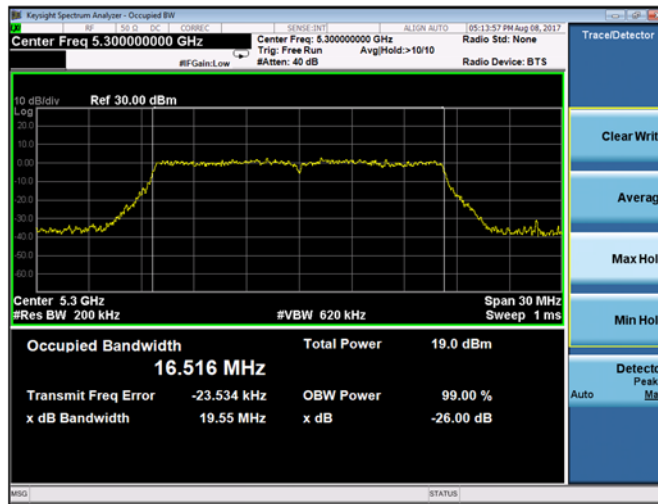 Keysight Spectrum Analyzer - Occupied BW
RF 50 Ω DC CORREC SENSE:INT ALIGN AUTO 05:13:57 PM Aug 08, 2017
Center Freq 5.300000000 GHz
Center Freq: 5.300000000 GHz
Radio Std: None
Trig: Free Run Avg|Hold:>10/10
#IFGain:Low
#Atten: 40 dB
Radio Device: BTS
Trace/Detector
10 dB/div Ref 30.00 dBm
Log
20.0
10.0
0.00
-10.0
-20.0
-30.0
-40.0
-50.0
-60.0
Center 5.3 GHz Span 30 MHz
#Res BW 200 kHz #VBW 620 kHz Sweep 1 ms
Occupied Bandwidth Total Power 19.0 dBm
16.516 MHz
Transmit Freq Error -23.534 kHz OBW Power 99.00 %
x dB Bandwidth 19.55 MHz x dB -26.00 dB
Clear Writ
Averag
Max Hol
Min Hol
Detecto
Peak
Auto Ma
MSG STATUS